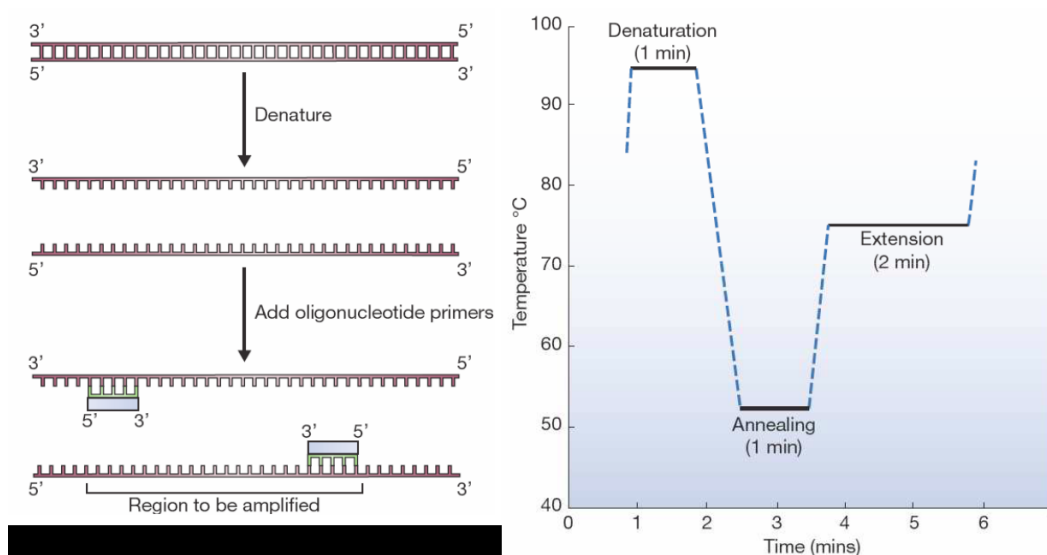 3’ 5’
5’ 3’
Denature
3’ 5’
5’ 3’
Add oligonucleotide primers
3’ 5’
5’ 3’
3’ 5’
5’ 3’
Region to be amplified
100
90
80
70
60
50
40
Temperature °C
Denaturation
(1 min)
Extension
(2 min)
Annealing
(1 min)
0 1 2 3 4 5 6
Time (mins)